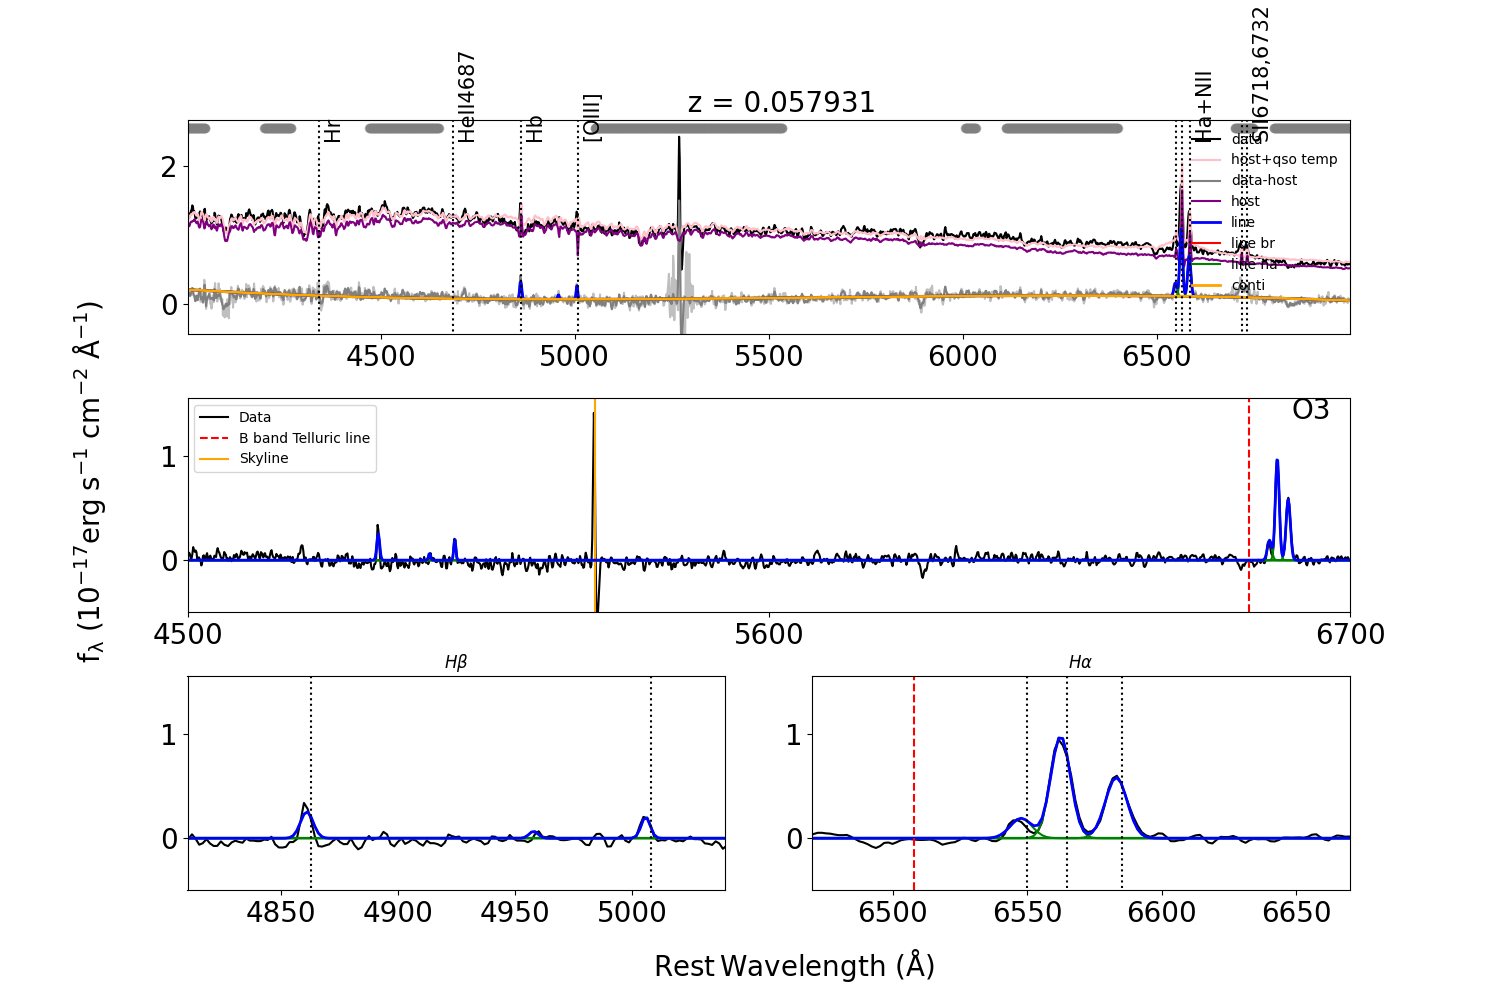 z = 0.057931
Hr
HeII4687
Hb
[OIII]
Ha+NII
SII6718,6732
data
host+qso temp
data-host
host
line
line br
line na
conti
2
0
4500
5000
5500
6000
6500
fλ (10⁻¹⁷erg s⁻¹ cm⁻² Å⁻¹)
O3
Data
B band Telluric line
Skyline
1
0
4500
5600
6700
Hβ
1
0
4850
4900
4950
5000
Hα
1
0
6500
6550
6600
6650
Rest Wavelength (Å)